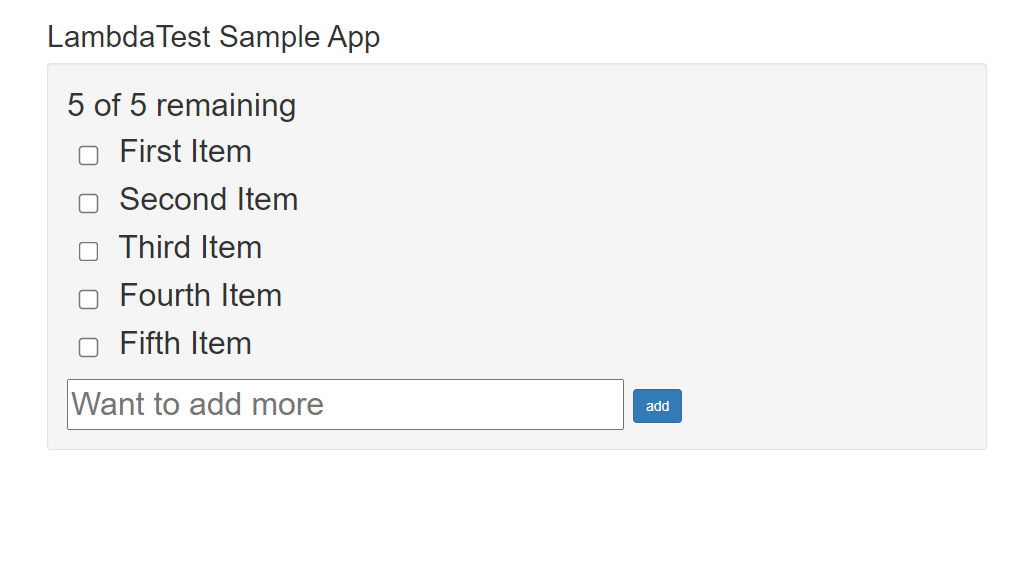 LambdaTest Sample App
5 of 5 remaining
First Item
Second Item
Third Item
Fourth Item
Fifth Item
Want to add more
add